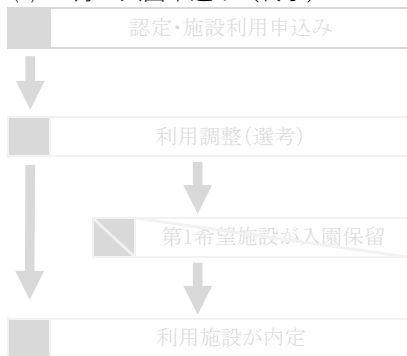 認定・施設利用申込み
利用調整（選考）
第1希望施設が入園保留
利用施設が内定